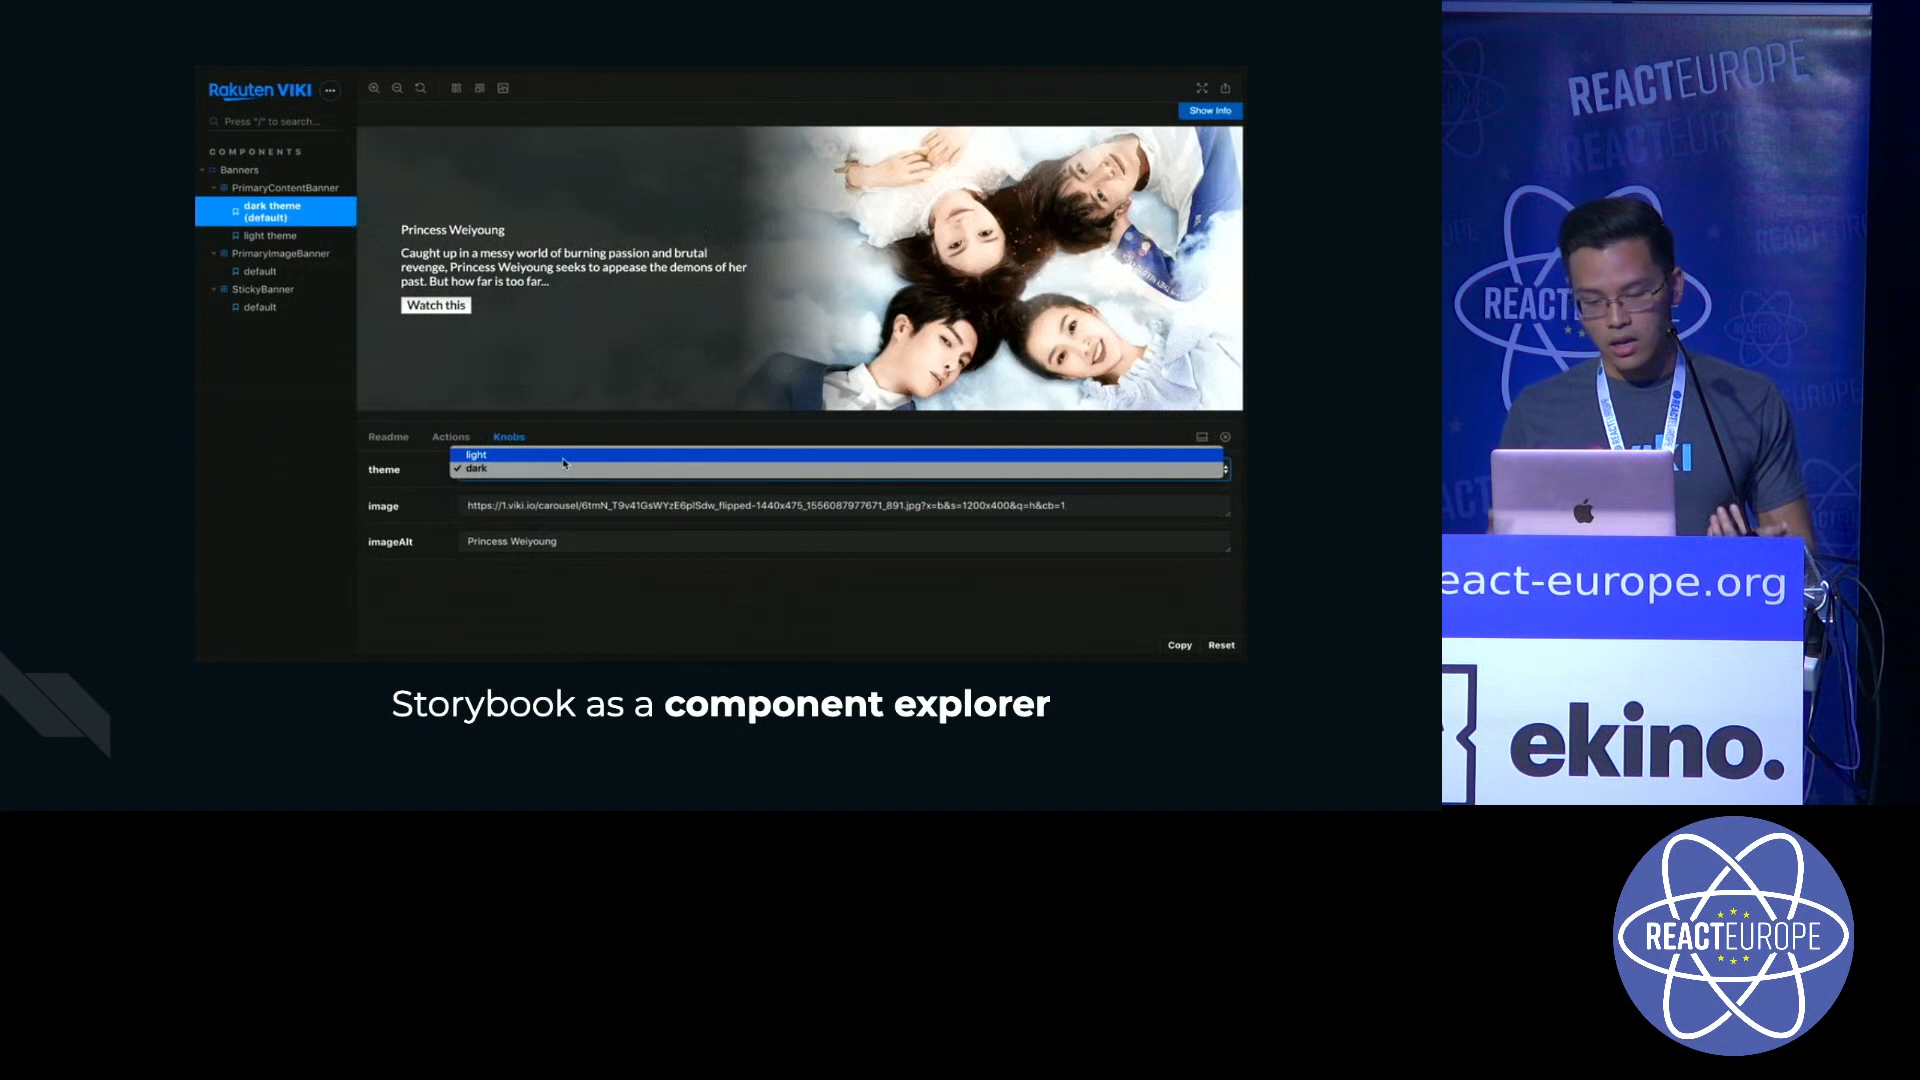 Rakuten VIKI
Press "/" to search...
COMPONENTS
Banners
PrimaryContentBanner
dark theme
(default)
light theme
PrimaryImageBanner
default
StickyBanner
default
Show Info
Princess Weiyoung
Caught up in a messy world of burning passion and brutal
revenge, Princess Weiyoung seeks to appease the demons of her
past. But how far is too far...
Watch this
Readme Actions Knobs
theme
light
✓ dark
image
https://1.viki.io/carousel/6tmN_T9v41GsWYzE6plSdw_flipped-1440x475_1556087977671_891.jpg?x=b&s=1200x400&q=h&cb=1
imageAlt
Princess Weiyoung
Copy Reset
Storybook as a component explorer
REACTEUROPE
REACT
eact-europe.org
ekino.
REACTEUROPE